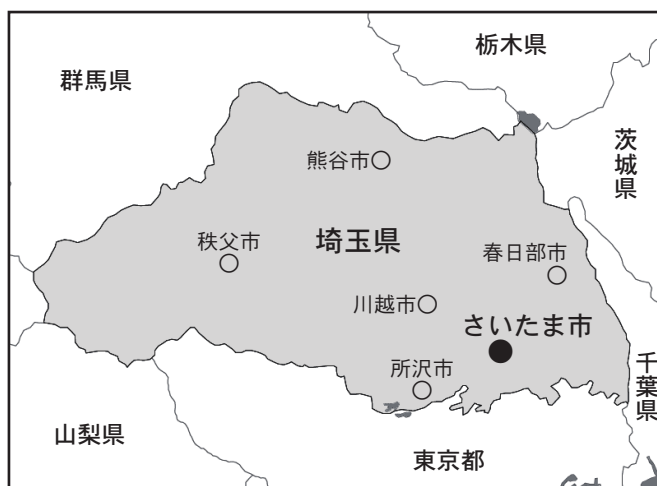 栃木県
群馬県
茨城県
熊谷市
埼玉県
秩父市
春日部市
川越市
さいたま市
所沢市
千葉県
山梨県
東京都